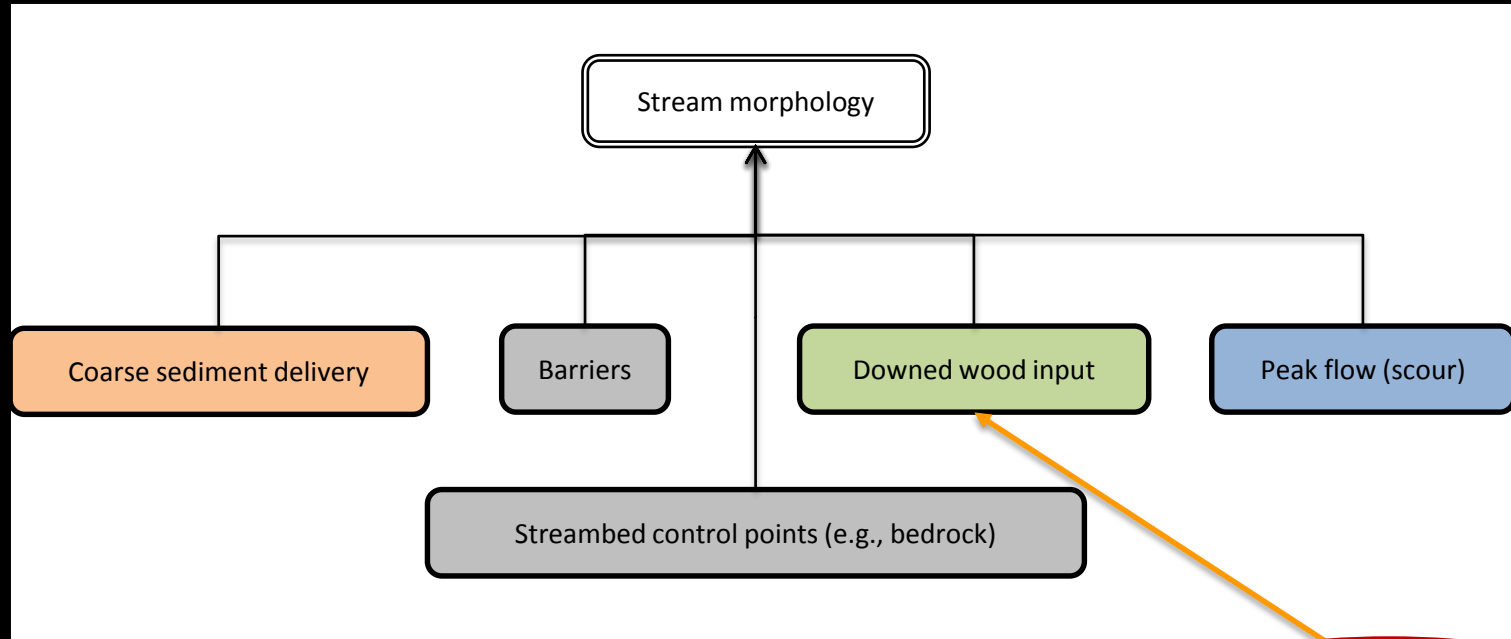 Stream morphology
Coarse sediment delivery
Barriers
Downed wood input
Peak flow (scour)
Streambed control points (e.g., bedrock)